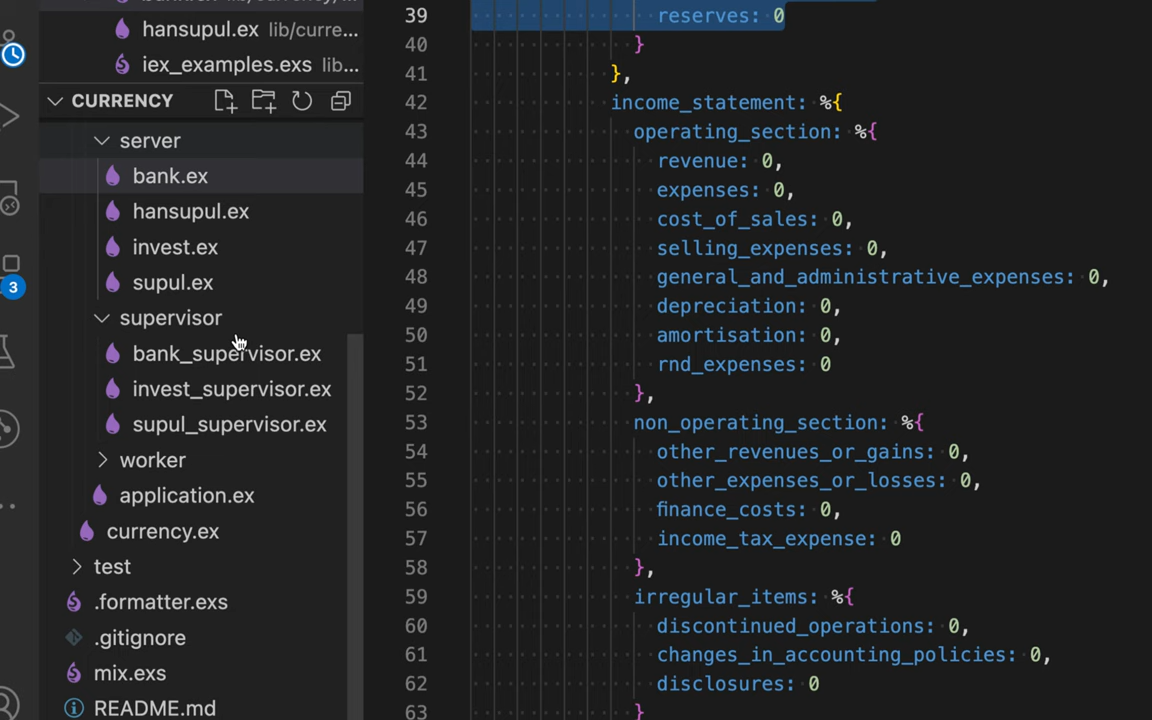 hansupul.ex lib/curre...
iex_examples.exs lib...
CURRENCY
server
bank.ex
hansupul.ex
invest.ex
supul.ex
supervisor
bank_supervisor.ex
invest_supervisor.ex
supul_supervisor.ex
worker
application.ex
currency.ex
test
.formatter.exs
.gitignore
mix.exs
README.md
3
39 reserves: 0
40 }
41 },
42 income_statement: %{
43 operating_section: %{
44 revenue: 0,
45 expenses: 0,
46 cost_of_sales: 0,
47 selling_expenses: 0,
48 general_and_administrative_expenses: 0,
49 depreciation: 0,
50 amortisation: 0,
51 rnd_expenses: 0
52 },
53 non_operating_section: %{
54 other_revenues_or_gains: 0,
55 other_expenses_or_losses: 0,
56 finance_costs: 0,
57 income_tax_expense: 0
58 },
59 irregular_items: %{
60 discontinued_operations: 0,
61 changes_in_accounting_policies: 0,
62 disclosures: 0
63 }